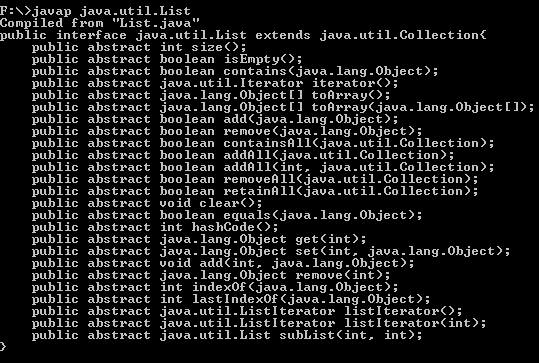 F:\>javap java.util.List
Compiled from "List.java"
public interface java.util.List extends java.util.Collection{
    public abstract int size();
    public abstract boolean isEmpty();
    public abstract boolean contains(java.lang.Object);
    public abstract java.util.Iterator iterator();
    public abstract java.lang.Object[] toArray();
    public abstract java.lang.Object[] toArray(java.lang.Object[]);
    public abstract boolean add(java.lang.Object);
    public abstract boolean remove(java.lang.Object);
    public abstract boolean containsAll(java.util.Collection);
    public abstract boolean addAll(java.util.Collection);
    public abstract boolean addAll(int, java.util.Collection);
    public abstract boolean removeAll(java.util.Collection);
    public abstract boolean retainAll(java.util.Collection);
    public abstract void clear();
    public abstract boolean equals(java.lang.Object);
    public abstract int hashCode();
    public abstract java.lang.Object get(int);
    public abstract java.lang.Object set(int, java.lang.Object);
    public abstract void add(int, java.lang.Object);
    public abstract java.lang.Object remove(int);
    public abstract int indexOf(java.lang.Object);
    public abstract int lastIndexOf(java.lang.Object);
    public abstract java.util.ListIterator listIterator();
    public abstract java.util.ListIterator listIterator(int);
    public abstract java.util.List subList(int, int);
}